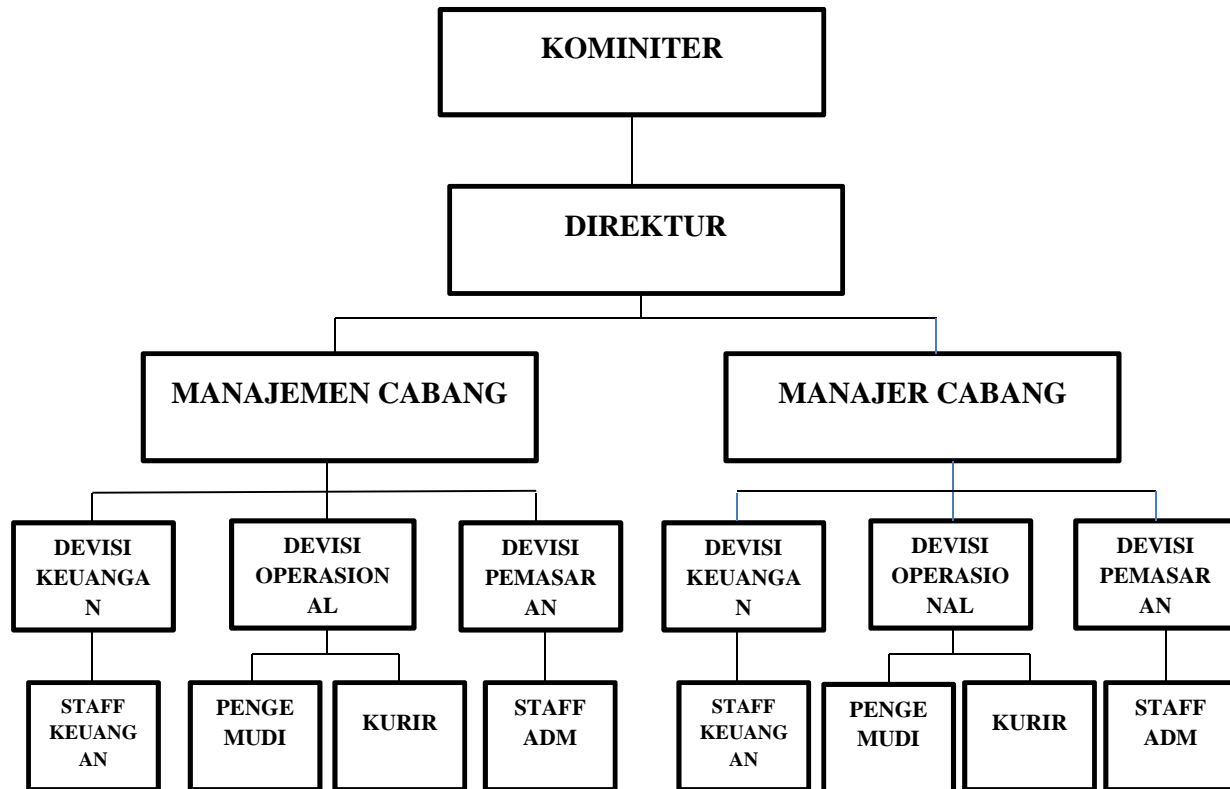 KOMINITER
DIREKTUR
MANAJEMEN CABANG
MANAJER CABANG
DEVISI
KEUANGA
N
DEVISI
OPERASION
AL
DEVISI
PEMASAR
AN
DEVISI
KEUANGA
N
DEVISI
OPERASIO
NAL
DEVISI
PEMASAR
AN
STAFF
KEUANG
AN
PENGE
MUDI
KURIR
STAFF
ADM
STAFF
KEUANG
AN
PENGE
MUDI
KURIR
STAFF
ADM